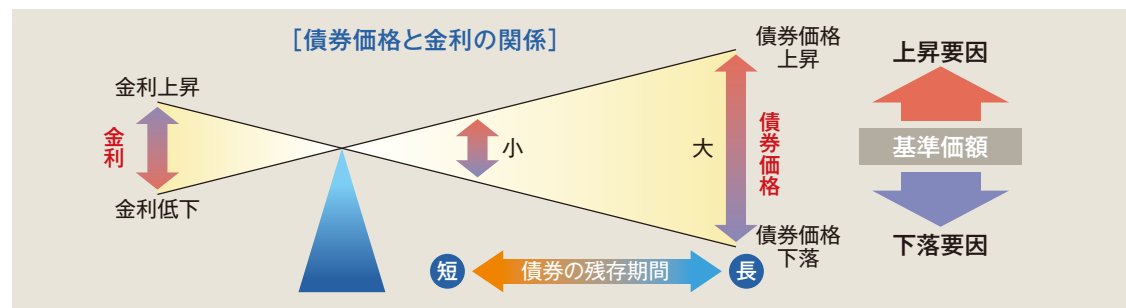 [債券価格と金利の関係]
金利上昇
金利
金利低下
小
大
債券価格
上昇
債券価格
債券価格
下落
短
債券の残存期間
長
上昇要因
基準価額
下落要因